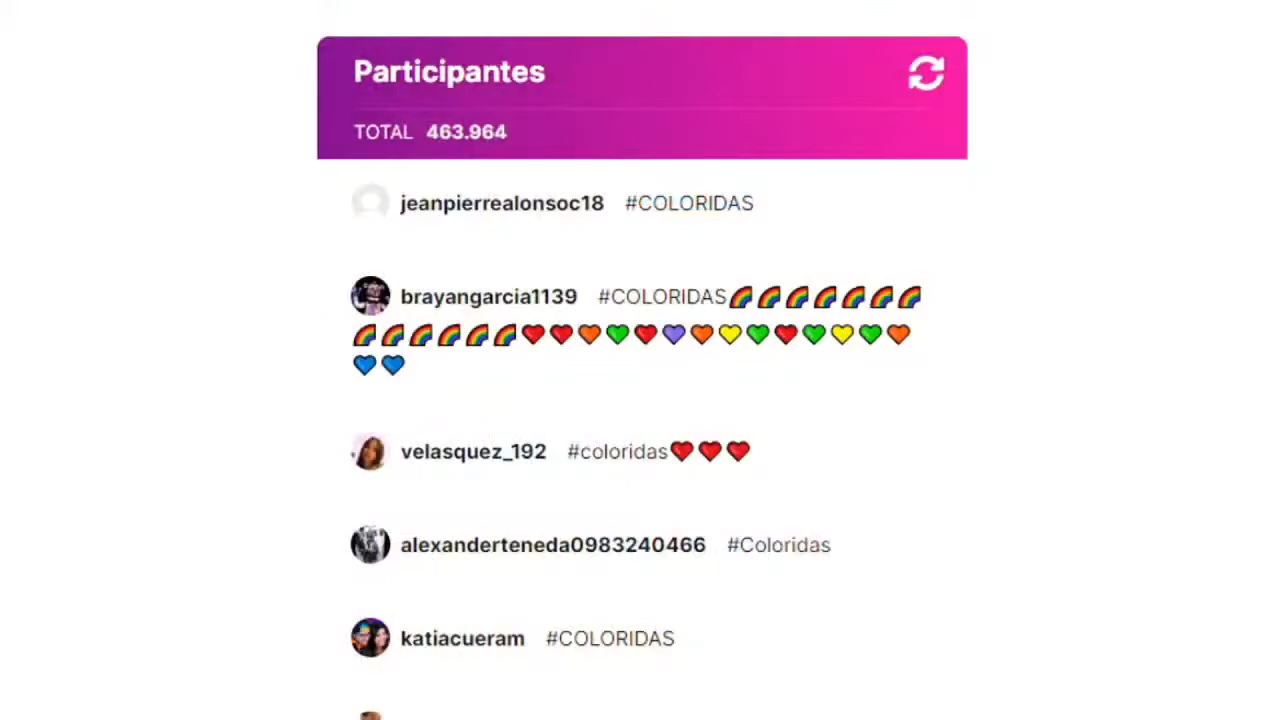 Participantes
TOTAL 463.964
jeanpierrealonsoc18 #COLORIDAS
brayangarcia1139 #COLORIDAS🌈🌈🌈🌈🌈🌈🌈
🌈🌈🌈🌈🌈🌈❤️❤️🧡💚❤️💜🧡💛💚❤️💚💛💚🧡
💙💙
velasquez_192 #coloridas❤️❤️❤️
alexanderteneda0983240466 #Coloridas
katiacueram #COLORIDAS